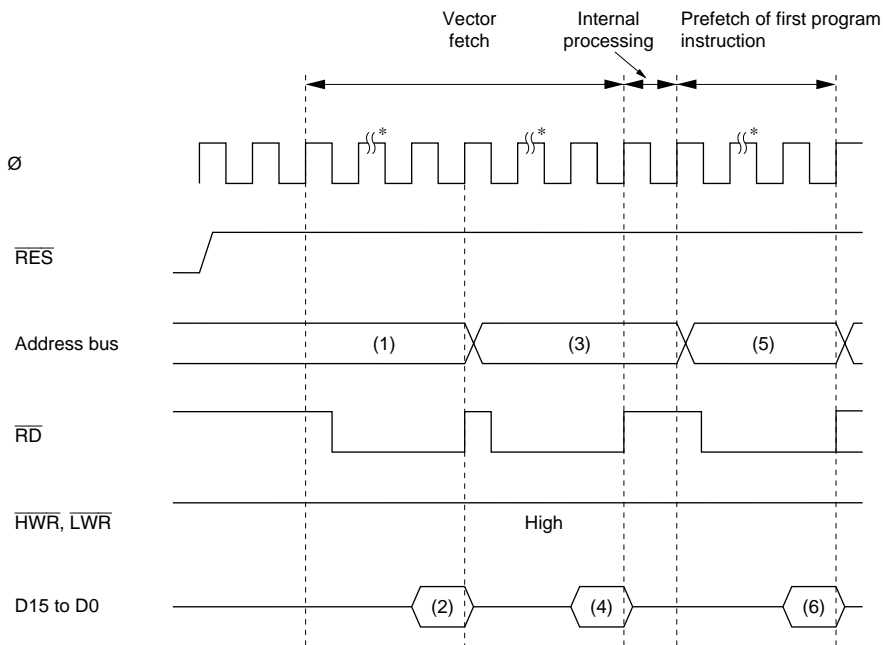 Vector
fetch
Internal
processing
Prefetch of first program
instruction
*
*
*
Ø
RES
Address bus
(1)
(3)
(5)
RD
HWR, LWR
High
D15 to D0
(2)
(4)
(6)